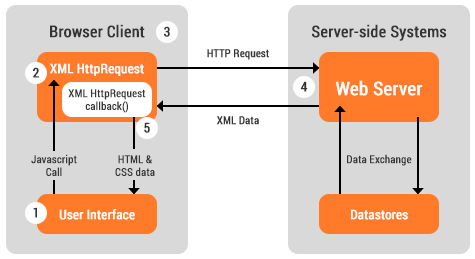 Browser Client
3
Server-side Systems
2
XML HttpRequest
HTTP Request
XML HttpRequest
callback()
4
Web Server
5
XML Data
Javascript
Call
HTML &
CSS data
Data Exchange
1
User Interface
Datastores